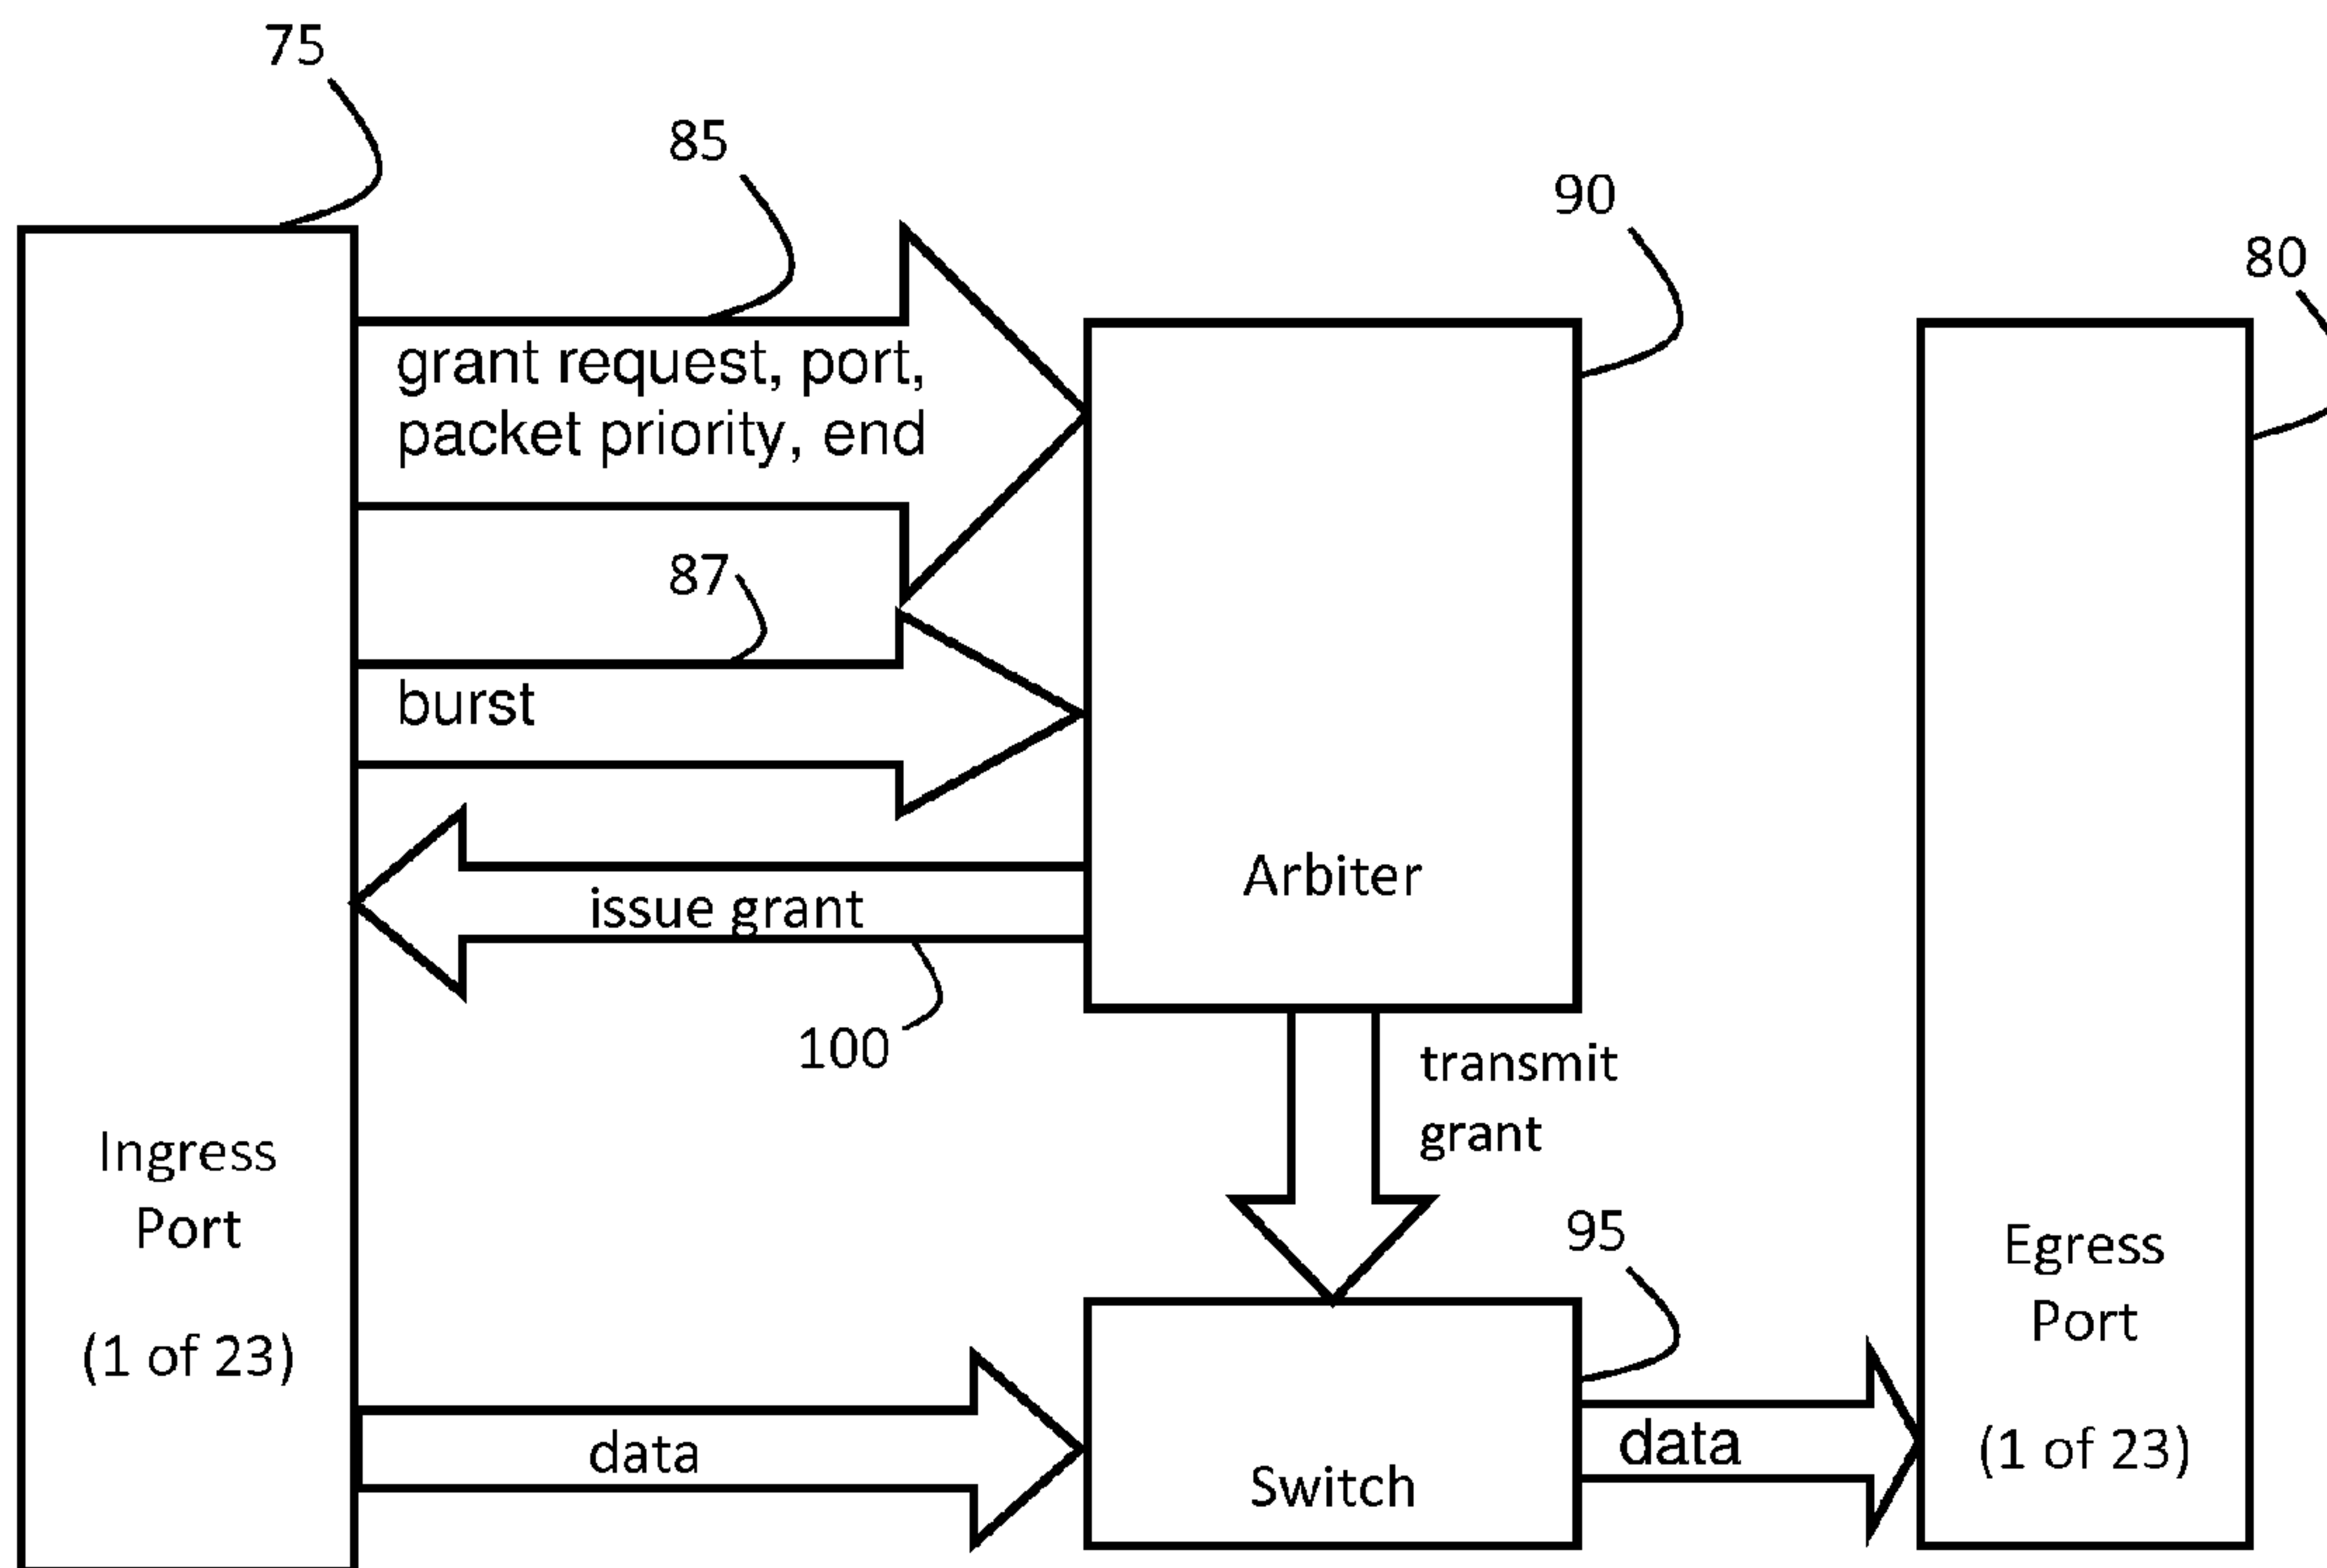 75
85
90
80
grant request, port,
packet priority, end
87
burst
Arbiter
issue grant
100
transmit
grant
Ingress
Port
(1 of 23)
95
Egress
Port
(1 of 23)
data
data
Switch